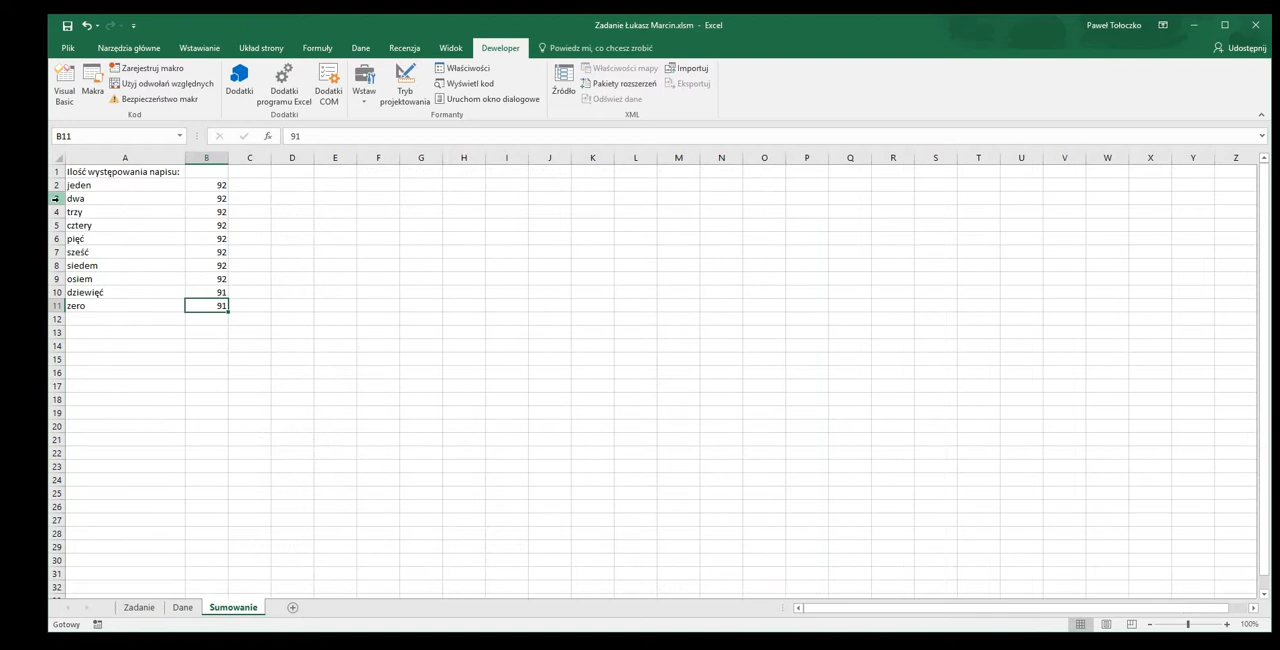 Zadanie Łukasz Marcin.xlsm - Excel
Paweł Tołoczko
Plik Narzędzia główne Wstawianie Układ strony Formuły Dane Recenzja Widok Deweloper Powiedz mi, co chcesz zrobić Udostępnij
Visual Basic
Makra
Zarejestruj makro
Użyj odwołań względnych
Bezpieczeństwo makr
Kod
Dodatki
Dodatki programu Excel
Dodatki COM
Dodatki
Wstaw
Tryb projektowania
Właściwości
Wyświetl kod
Uruchom okno dialogowe
Formanty
Źródło
Właściwości mapy
Pakiety rozszerzeń
Odśwież dane
Importuj
Eksportuj
XML
B11 fx 91
A B C D E F G H I J K L M N O P Q R S T U V W X Y Z
1 Ilość występowania napisu:
2 jeden 92
dwa 92
4 trzy 92
5 cztery 92
6 pięć 92
7 sześć 92
8 siedem 92
9 osiem 92
10 dziewięć 91
11 zero 91
12
13
14
15
16
17
18
19
20
21
22
23
24
25
26
27
28
29
30
31
32
Zadanie Dane Sumowanie
Gotowy 100%